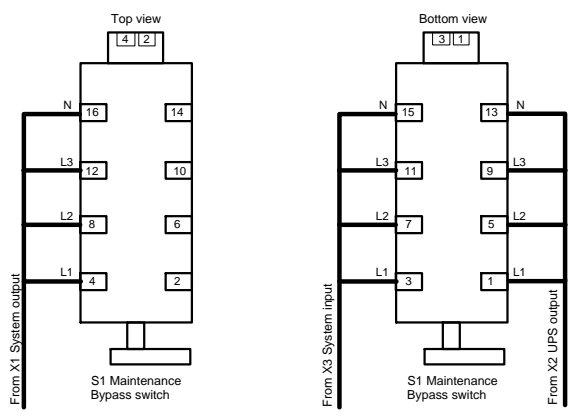 Top view
4 2
N
16 14
L3
12 10
L2
8 6
L1
4 2
From X1 System output
S1 Maintenance
Bypass switch
Bottom view
3 1
N 15 13 N
L3 11 9 L3
L2 7 5 L2
L1 3 1 L1
From X3 System input
From X2 UPS output
S1 Maintenance
Bypass switch